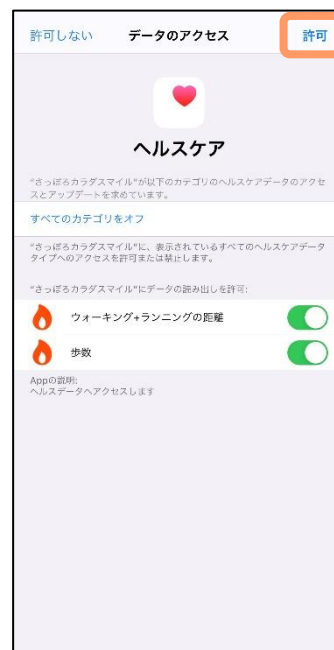 許可しない データのアクセス 許可
ヘルスケア
"さっぽろカラダスマイル"が以下のカテゴリのヘルスケアデータのアクセ
スとアップデートを求めています。
すべてのカテゴリをオフ
"さっぽろカラダスマイル"に、表示されているすべてのヘルスケアデータ
タイプへのアクセスを許可または禁止します。
"さっぽろカラダスマイル"にデータの読み出しを許可:
ウォーキング+ランニングの距離
歩数
Appの説明:
ヘルスデータへアクセスします